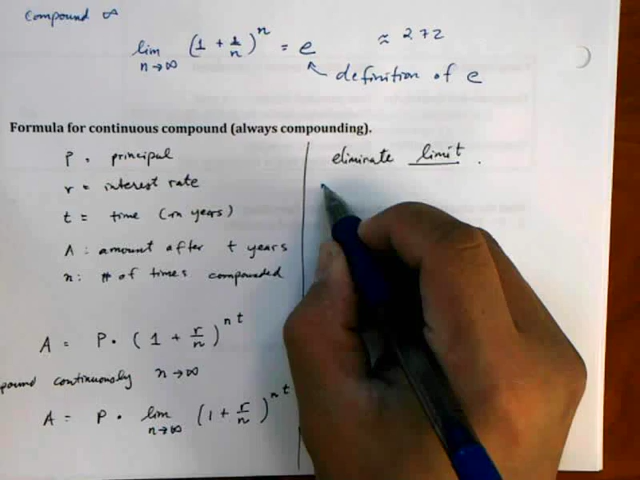 Compound ∞
lim n→∞ (1 + 1/n)^n = e ≈ 2.72
definition of e
Formula for continuous compound (always compounding).
P. principal
r = interest rate
t = time (in years)
A: amount after t years
n: # of times compounded
A = P · (1 + r/n)^nt
pound continuously n→∞
A = P · lim n→∞ (1 + r/n)^nt
eliminate limit.